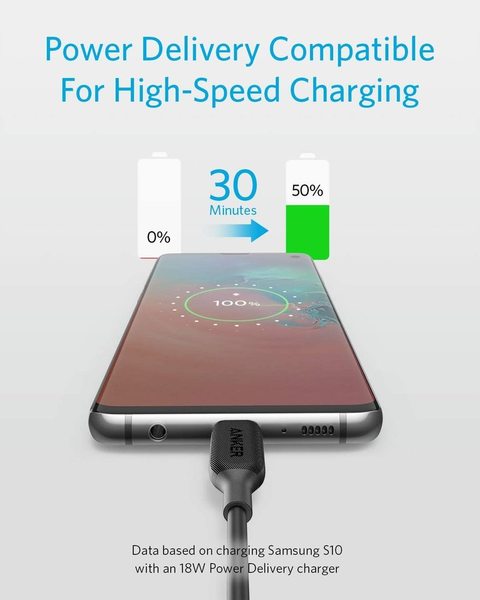 Power Delivery Compatible
For High-Speed Charging
30
Minutes
0%
50%
100%
ANKER
Data based on charging Samsung S10
with an 18W Power Delivery charger